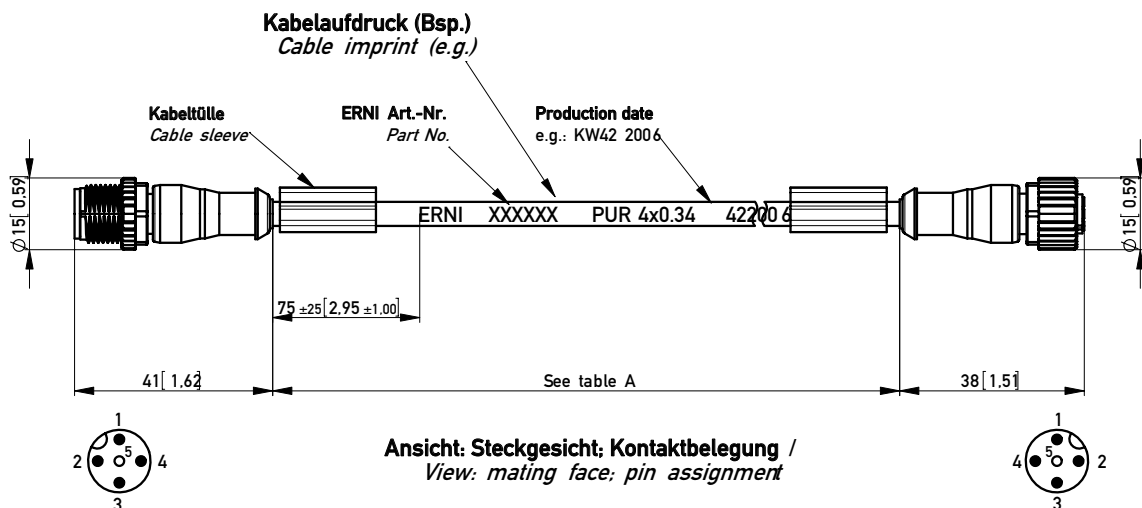 Kabelaufdruck (Bsp.)
Cable imprint (e.g.)
Kabeltülle
Cable sleeve
ERNI Art.-Nr.
Part No.
Production date
e.g.: KW42 2006
Ø15[0.59]
ERNI XXXXXX PUR 4x0.34 422006
Ø15[0.59]
75 ±25[2,95 ±1,00]
41[1,62]
See table A
38[1,51]
1
2 5 4
3
Ansicht: Steckgesicht; Kontaktbelegung /
View: mating face; pin assignment
1
4 5 2
3